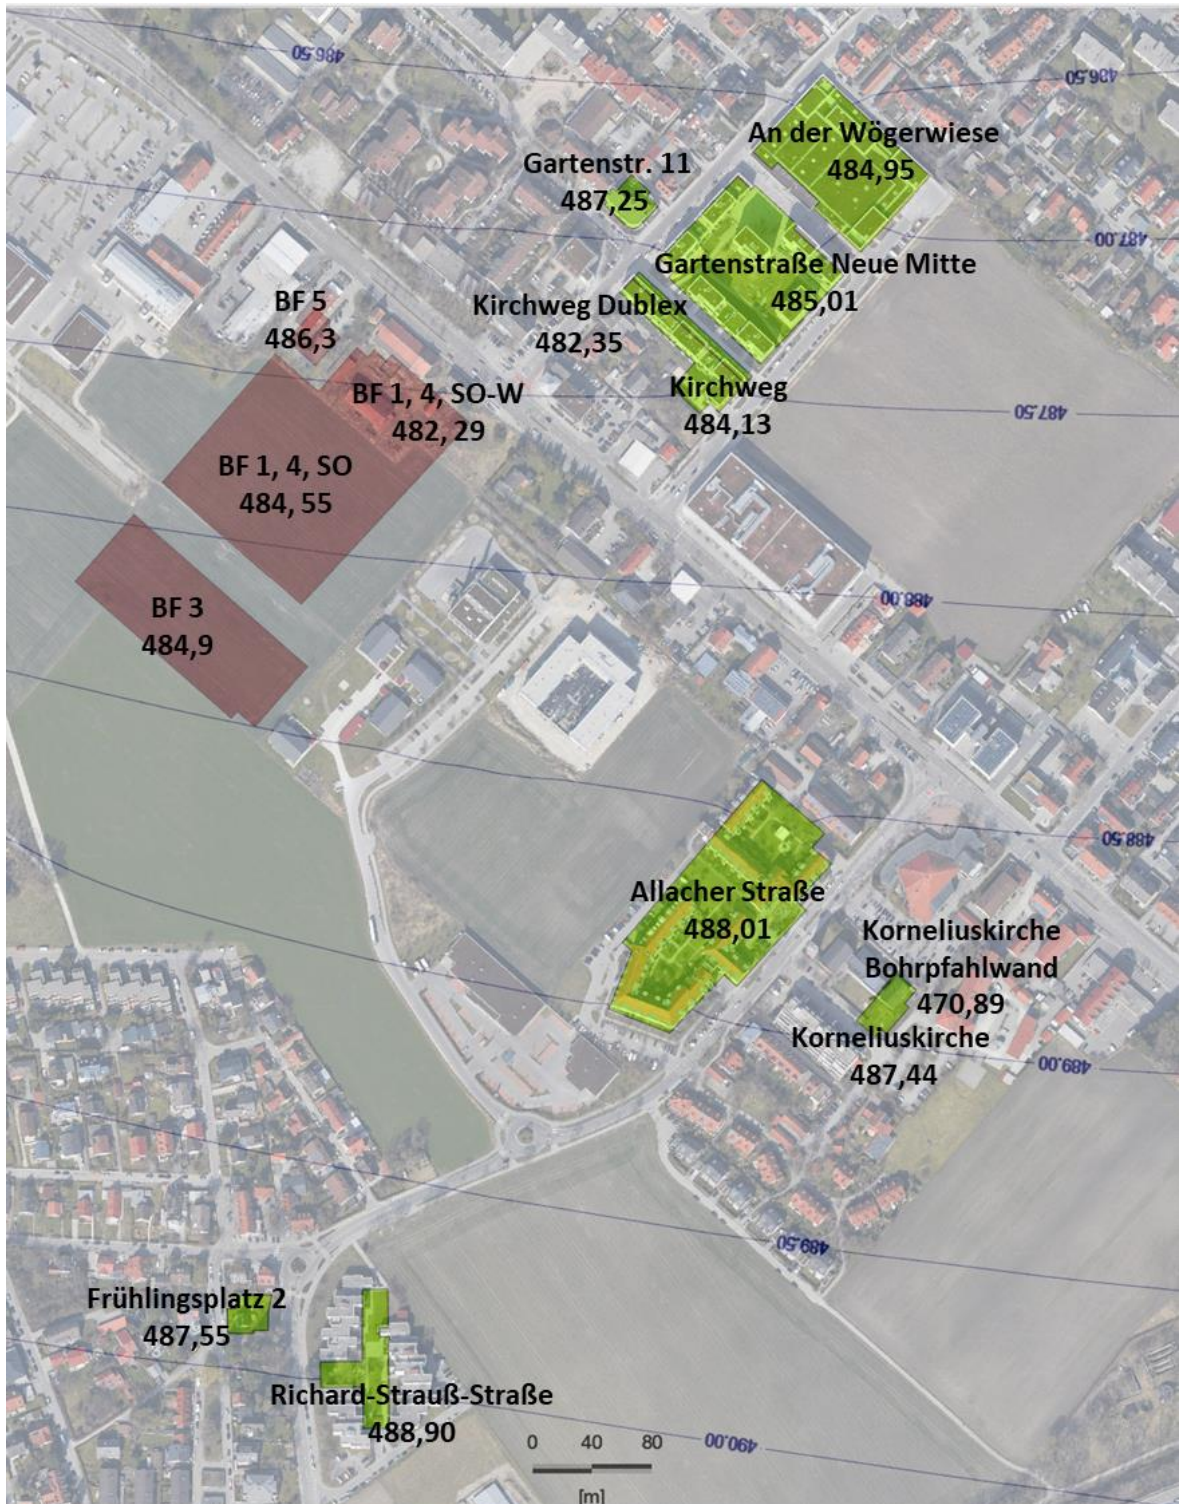 486.50
486.50
An der Wögerwiese
484,95
Gartenstr. 11
487,25
487.00
Gartenstraße Neue Mitte
485,01
Kirchweg Dublex
482,35
BF 5
486,3
Kirchweg
484,13
487.50
BF 1, 4, SO-W
482, 29
BF 1, 4, SO
484, 55
488.00
BF 3
484,9
488.50
Allacher Straße
488,01
Korneliuskirche
Bohrpfahlwand
470,89
Korneliuskirche
487,44
489.00
489.50
Frühlingsplatz 2
487,55
Richard-Strauß-Straße
488,90
490.00
0 40 80
[m]